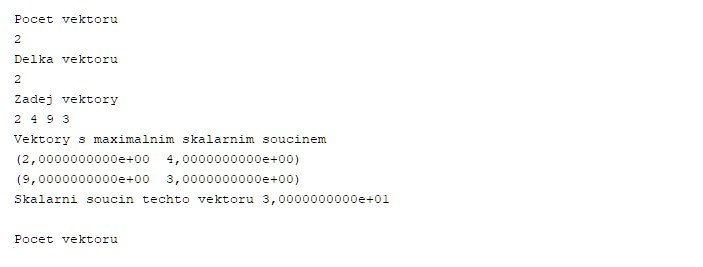 Pocet vektoru
2
Delka vektoru
2
Zadej vektory
2 4 9 3
Vektory s maximalnim skalarnim soucinem
(2,0000000000e+00  4,0000000000e+00)
(9,0000000000e+00  3,0000000000e+00)
Skalarni soucin techto vektoru 3,0000000000e+01
Pocet vektoru